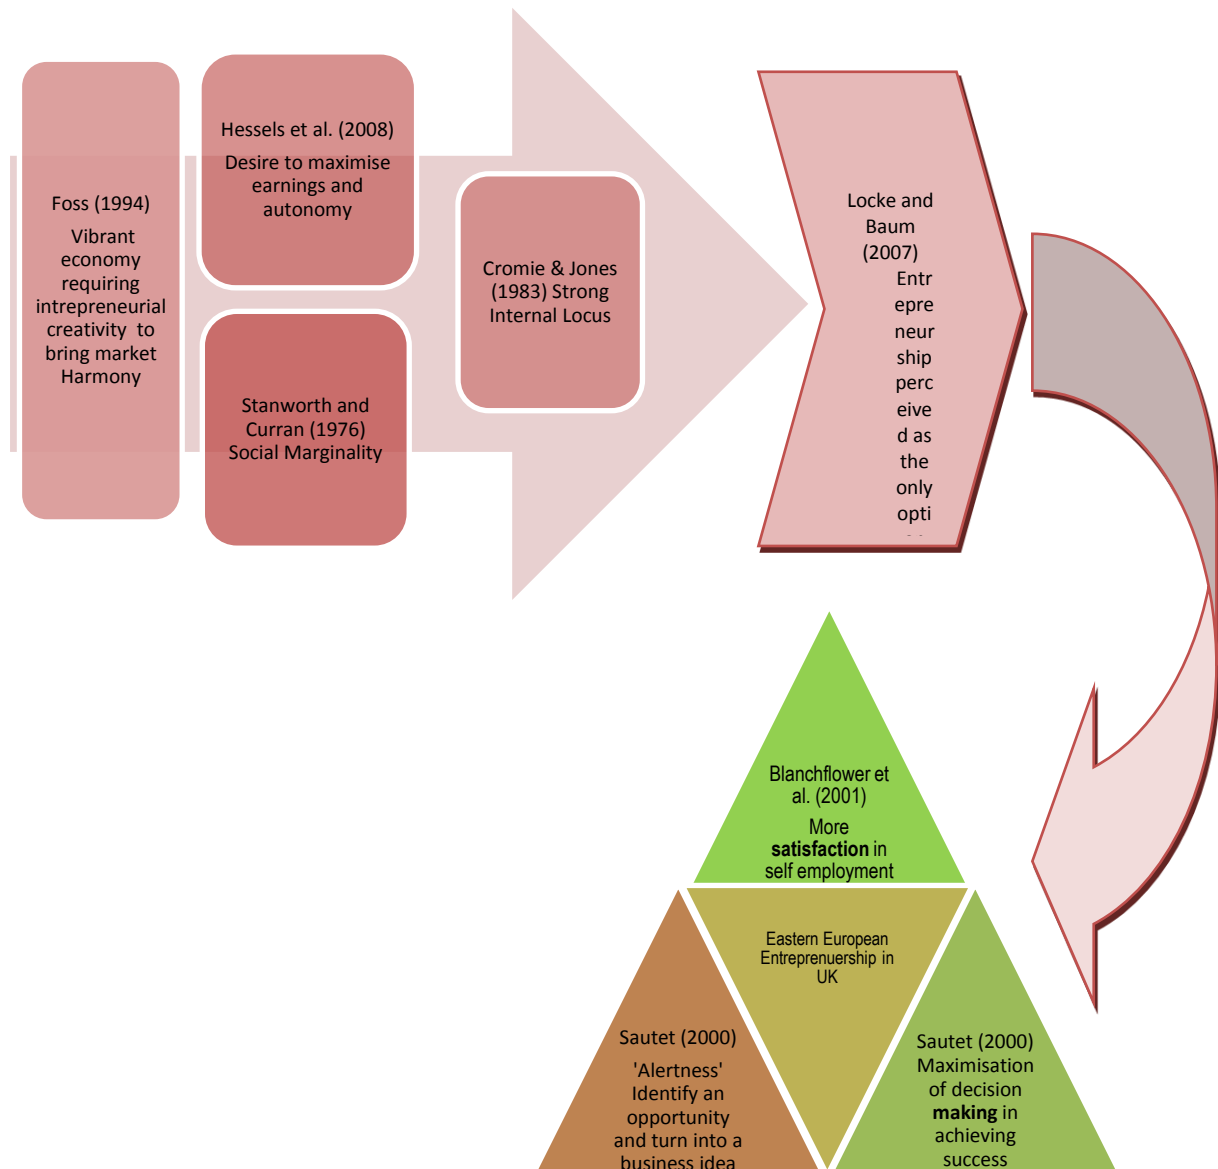 Foss (1994)
Vibrant
economy
requiring
intrepreneurial
creativity to
bring market
Harmony
Hessels et al. (2008)
Desire to maximise
earnings and
autonomy
Stanworth and
Curran (1976)
Social Marginality
Cromie & Jones
(1983) Strong
Internal Locus
Locke and
Baum
(2007)
Entr
epre
neur
ship
perc
eive
d as
the
only
opti
Blanchflower et
al. (2001)
More
satisfaction in
self employment
Eastern European
Entreprenuership in
UK
Sautet (2000)
'Alertness'
Identify an
opportunity
and turn into a
business idea
Sautet (2000)
Maximisation
of decision
making in
achieving
success